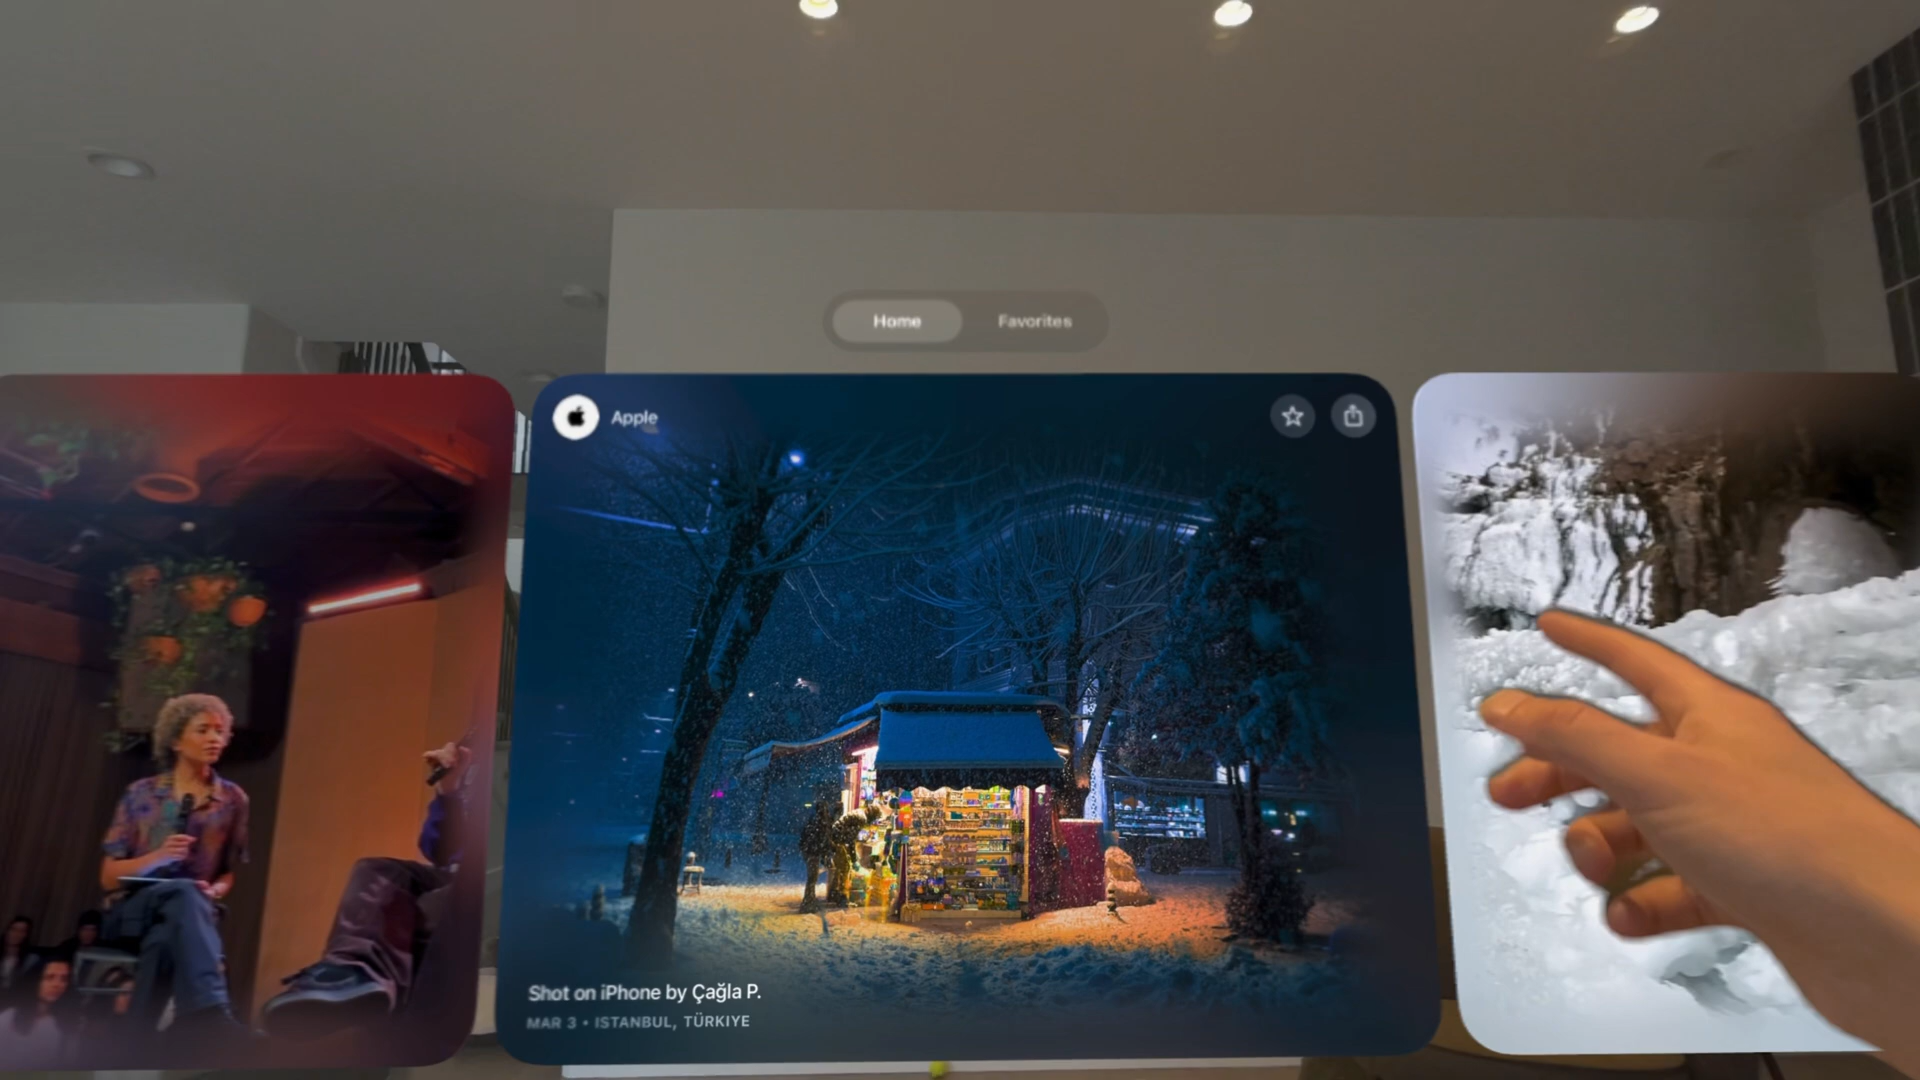 Home
Favorites
Apple
Shot on iPhone by Çağla P.
MAR 3 • ISTANBUL, TÜRKIYE